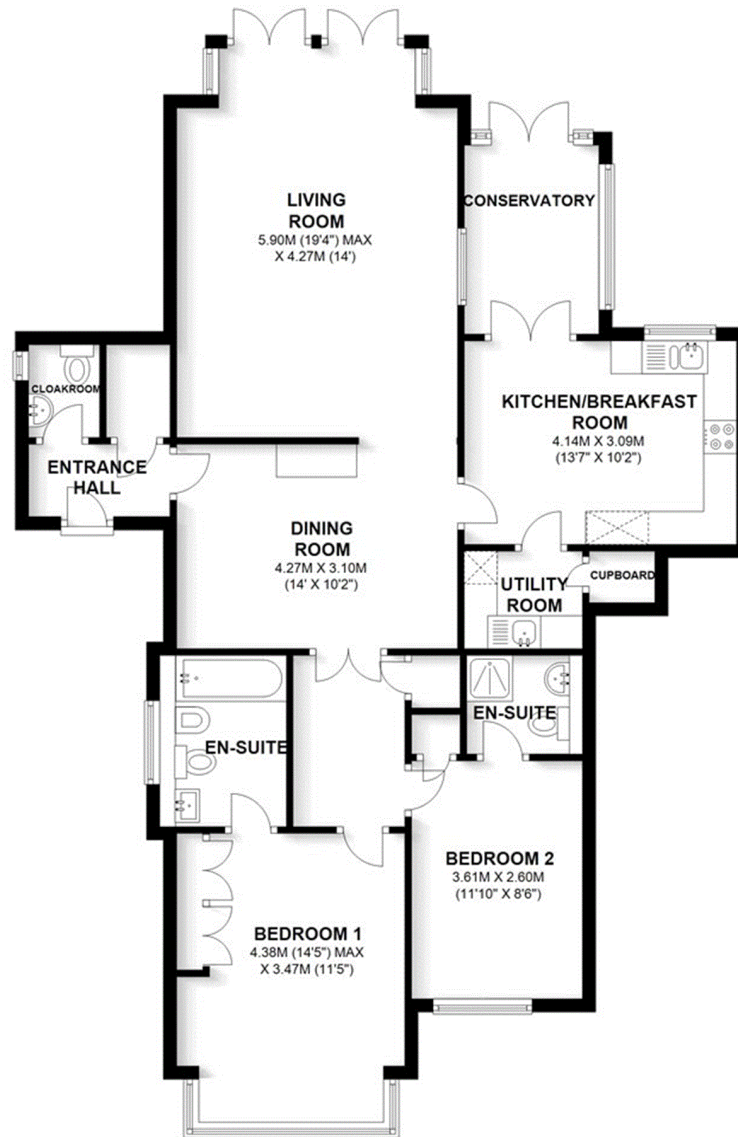 LIVING
ROOM
5.90M (19'4") MAX
X 4.27M (14')
CONSERVATORY
CLOAKROOM
KITCHEN/BREAKFAST
ROOM
4.14M X 3.09M
(13'7" X 10'2")
ENTRANCE
HALL
DINING
ROOM
4.27M X 3.10M
(14' X 10'2")
UTILITY
ROOM
CUPBOARD
EN-SUITE
EN-SUITE
BEDROOM 2
3.61M X 2.60M
(11'10" X 8'6")
BEDROOM 1
4.38M (14'5") MAX
X 3.47M (11'5")